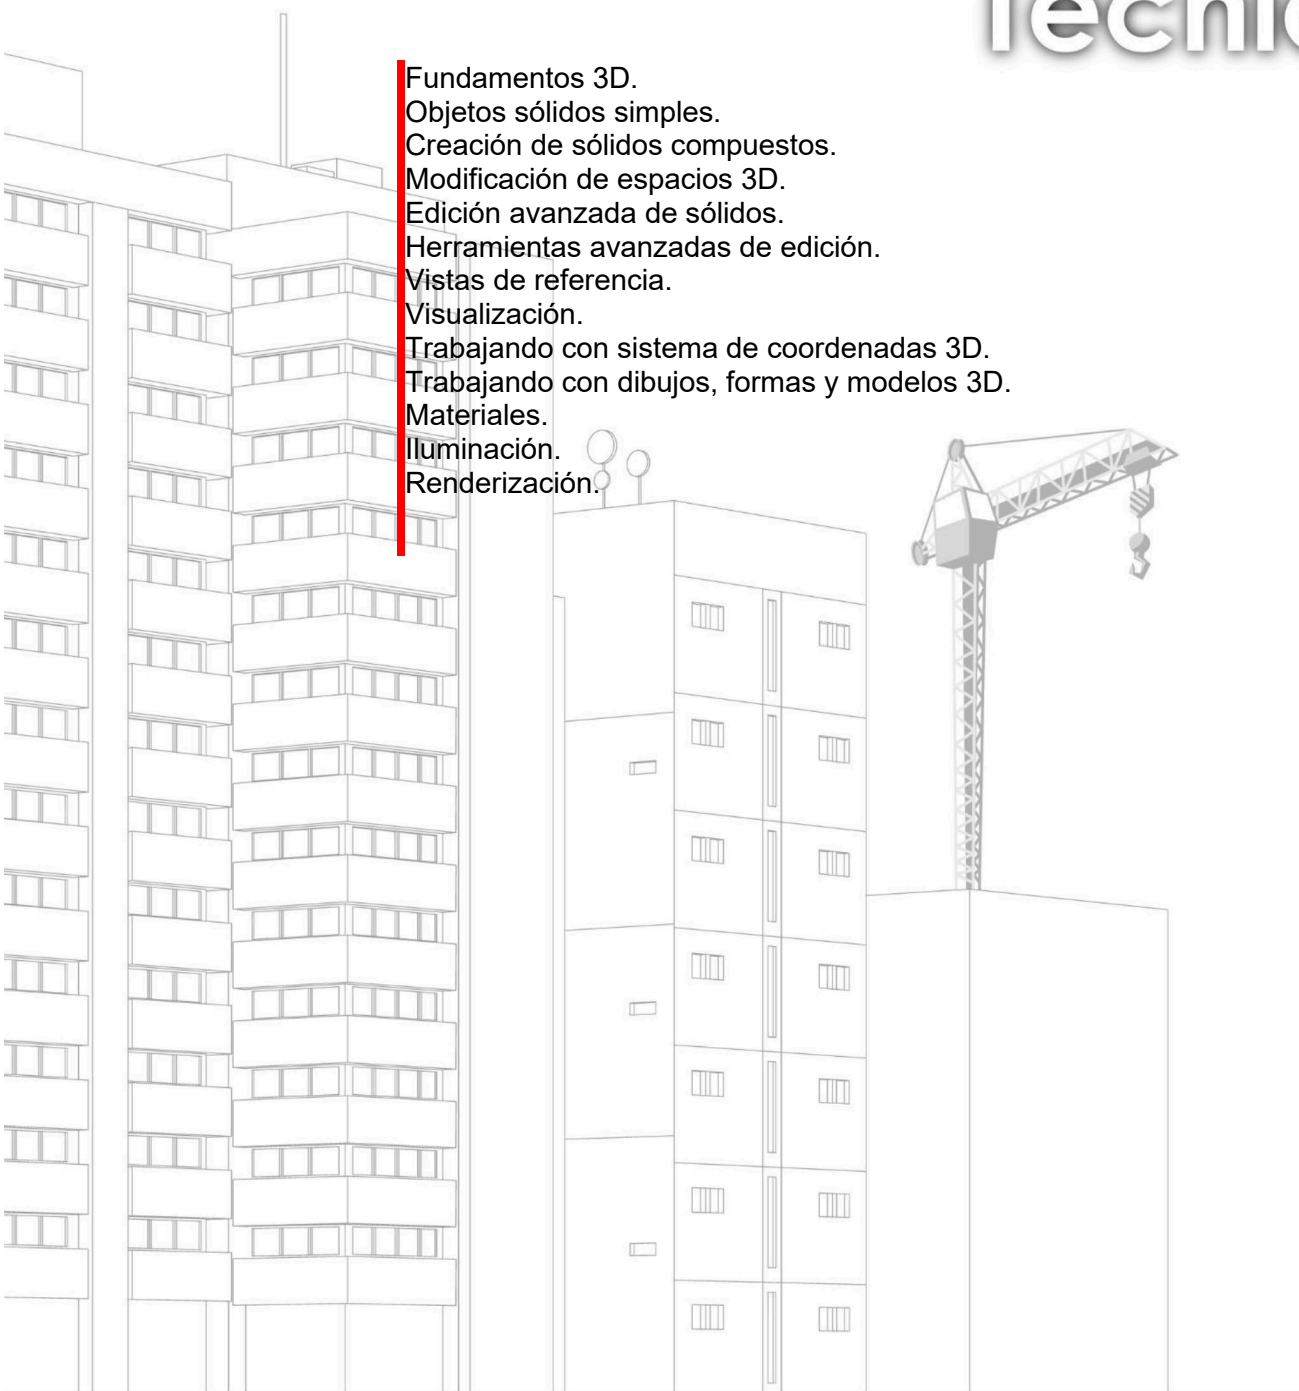 Fundamentos 3D.
Objetos sólidos simples.
Creación de sólidos compuestos.
Modificación de espacios 3D.
Edición avanzada de sólidos.
Herramientas avanzadas de edición.
Vistas de referencia.
Visualización.
Trabajando con sistema de coordenadas 3D.
Trabajando con dibujos, formas y modelos 3D.
Materiales.
Iluminación.
Renderización.